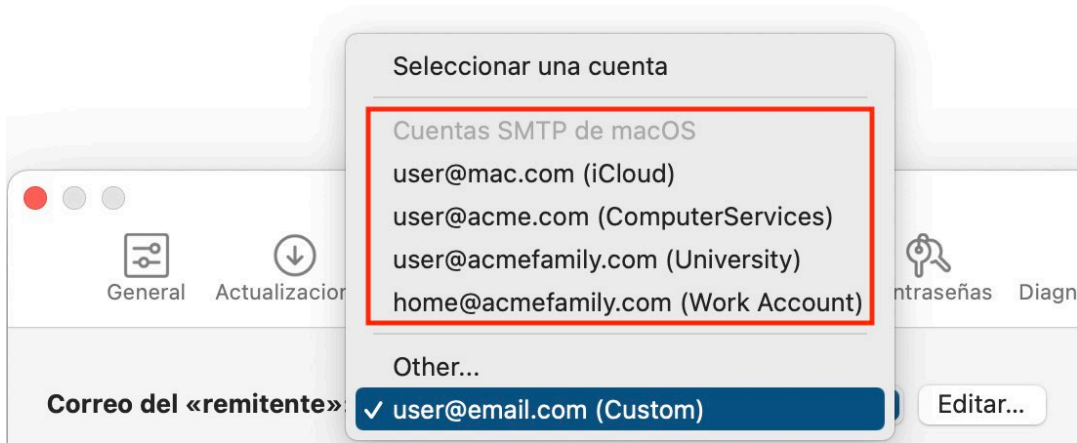 Seleccionar una cuenta
Cuentas SMTP de macOS
user@mac.com (iCloud)
user@acme.com (ComputerServices)
user@acmefamily.com (University)
home@acmefamily.com (Work Account)
General Actualizacion ntraseñas Diagn
Other...
Correo del «remitente»: ✓ user@email.com (Custom) Editar...